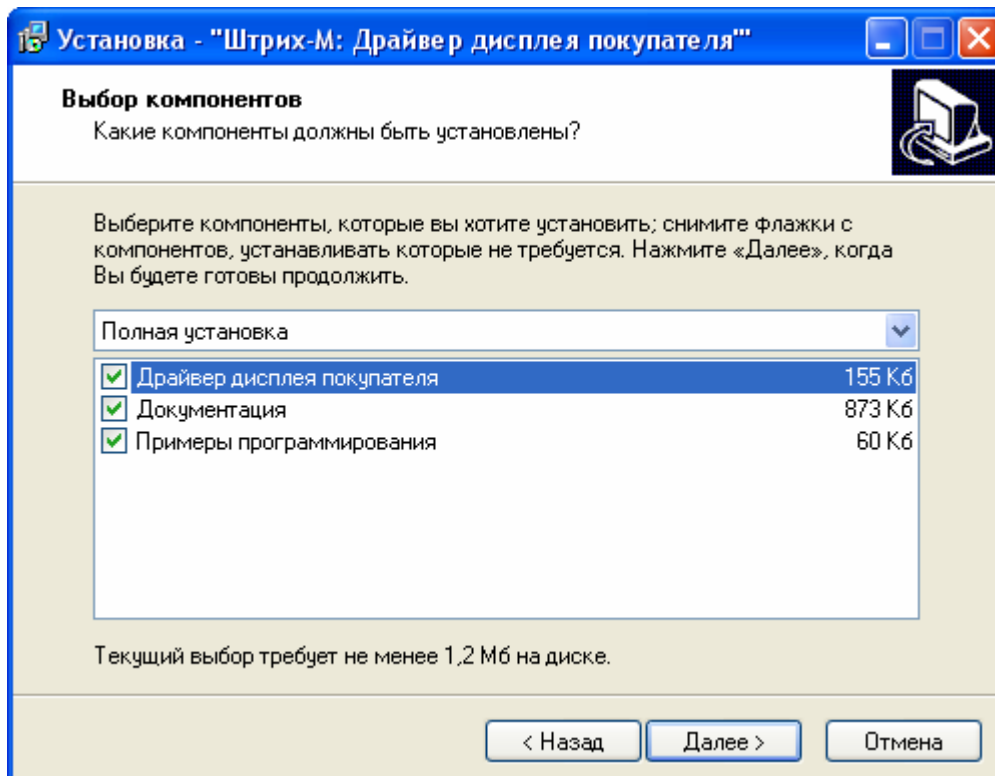 Установка - "Штрих-М: Драйвер дисплея покупателя'"
Выбор компонентов
Какие компоненты должны быть установлены?
Выберите компоненты, которые вы хотите установить; снимите флажки с
компонентов, устанавливать которые не требуется. Нажмите «Далее», когда
Вы будете готовы продолжить.
Полная установка
Драйвер дисплея покупателя 155 Кб
Документация 873 Кб
Примеры программирования 60 Кб
Текущий выбор требует не менее 1,2 Мб на диске.
< Назад Далее > Отмена